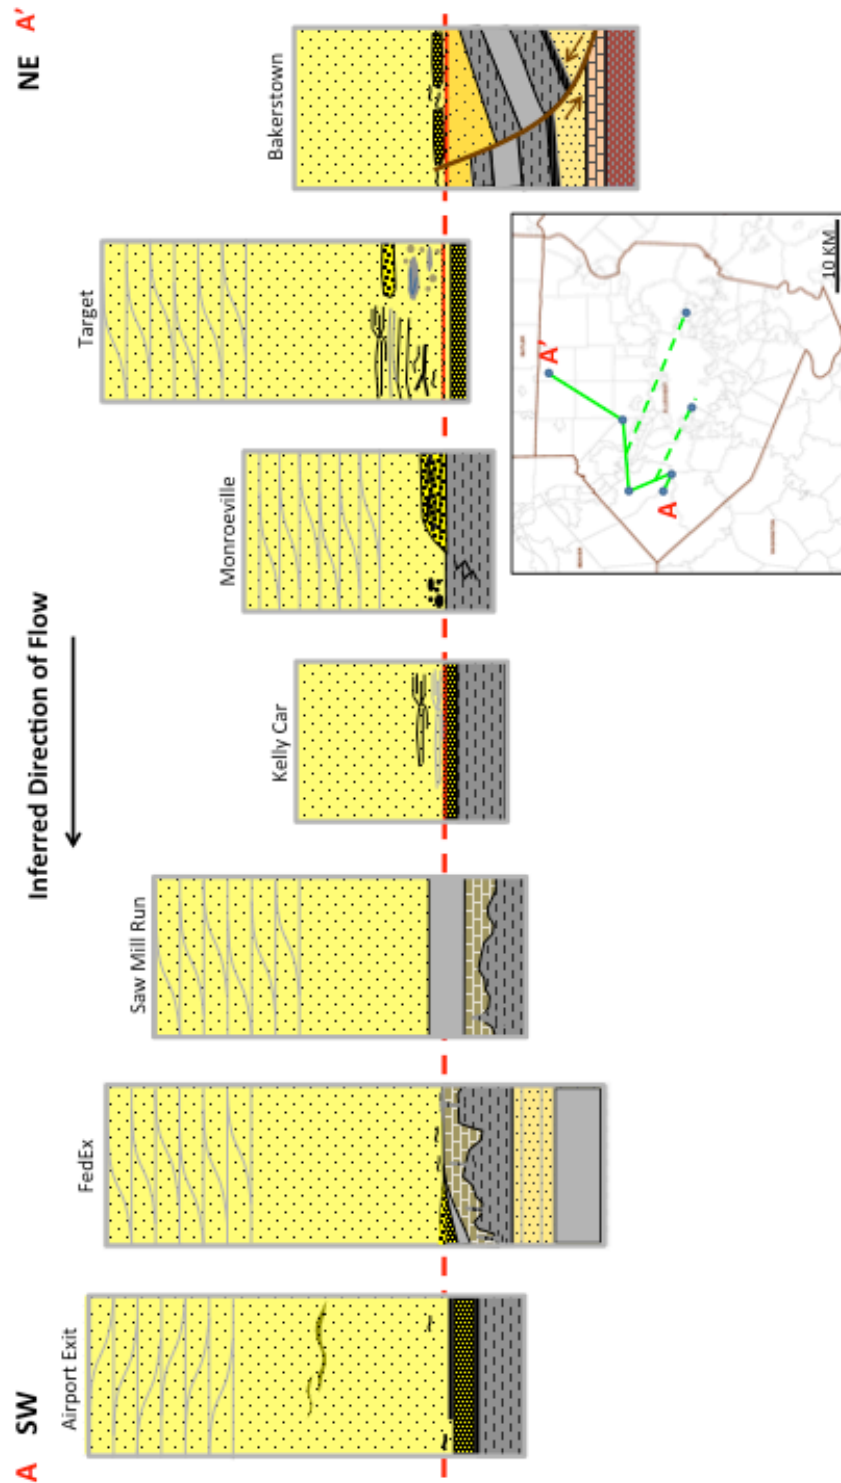 A SW
NE A'
Inferred Direction of Flow
Airport Exit
FedEx
Saw Mill Run
Kelly Car
Monroeville
Target
Bakerstown
A'
A
10 KM